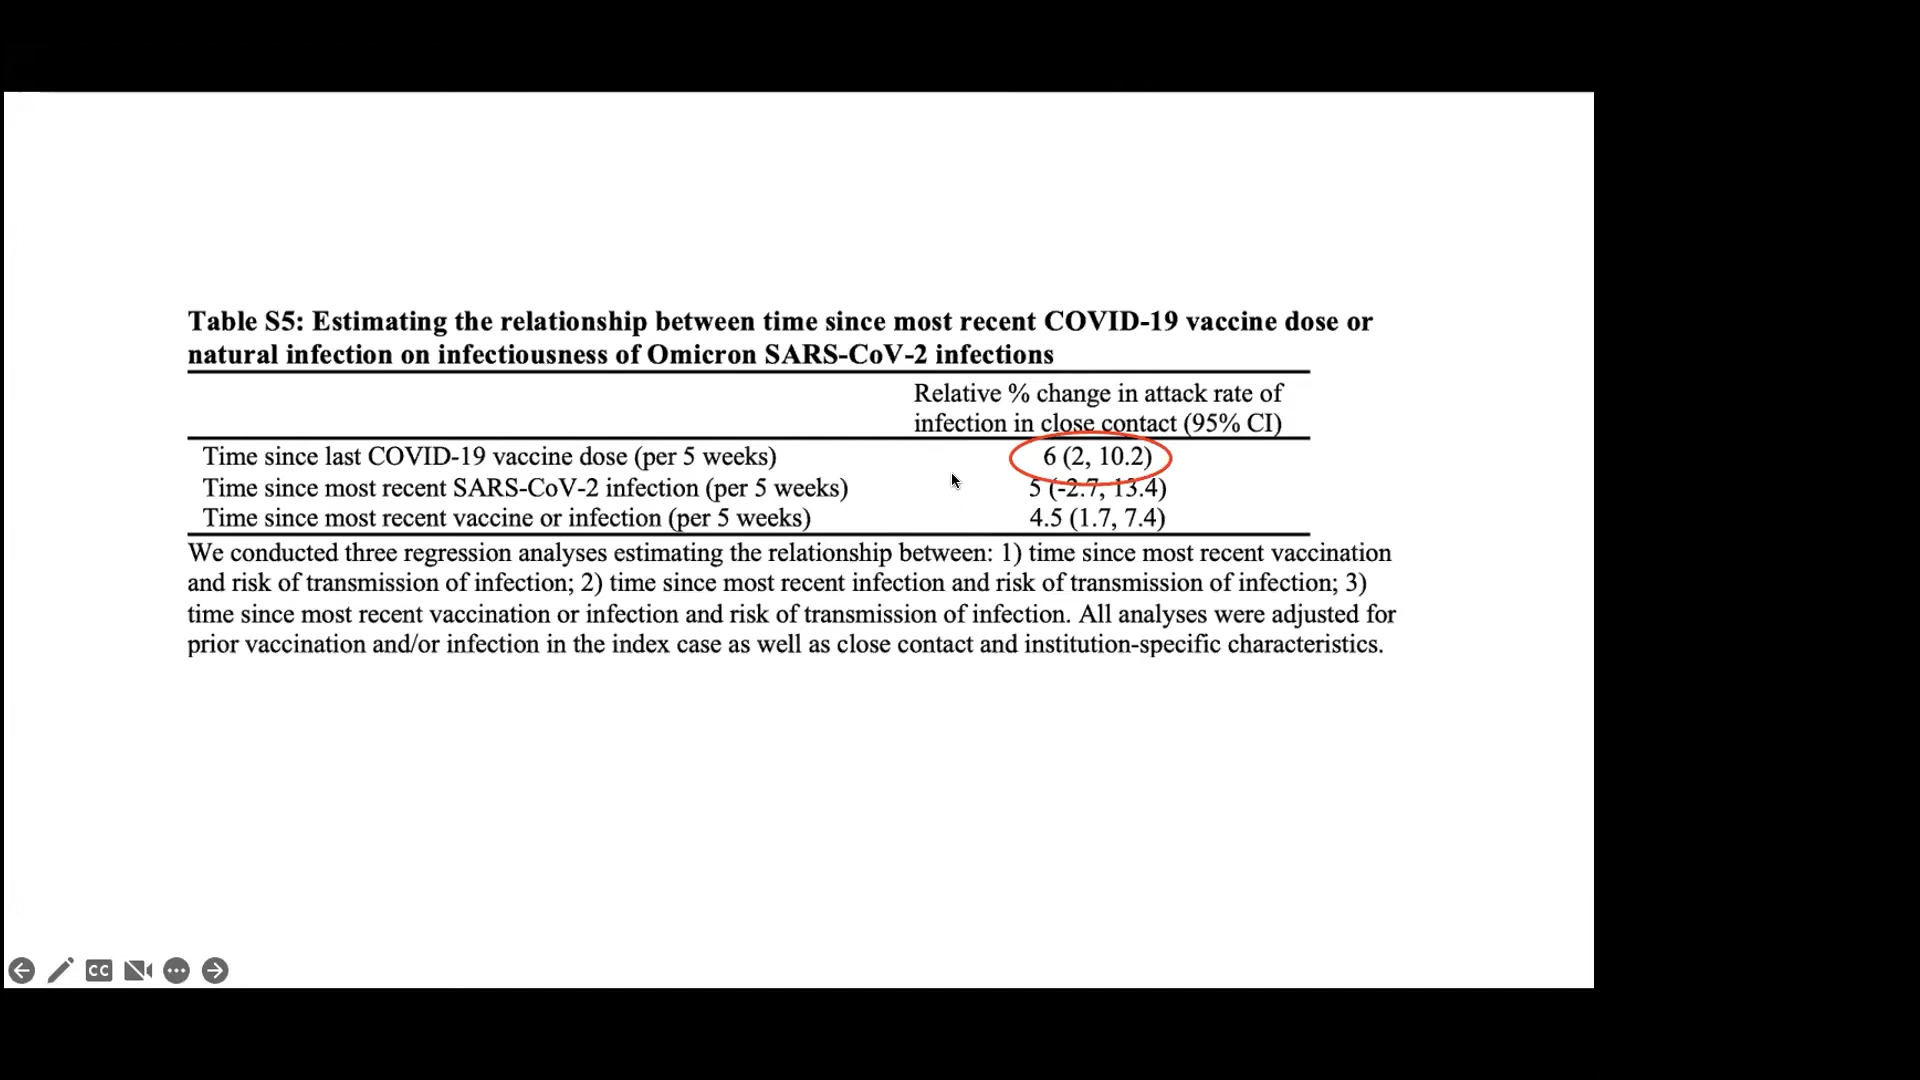 Table S5: Estimating the relationship between time since most recent COVID-19 vaccine dose or
natural infection on infectiousness of Omicron SARS-CoV-2 infections
Relative % change in attack rate of
infection in close contact (95% CI)
Time since last COVID-19 vaccine dose (per 5 weeks) 6 (2, 10.2)
Time since most recent SARS-CoV-2 infection (per 5 weeks) 5 (-2.7, 13.4)
Time since most recent vaccine or infection (per 5 weeks) 4.5 (1.7, 7.4)
We conducted three regression analyses estimating the relationship between: 1) time since most recent vaccination
and risk of transmission of infection; 2) time since most recent infection and risk of transmission of infection; 3)
time since most recent vaccination or infection and risk of transmission of infection. All analyses were adjusted for
prior vaccination and/or infection in the index case as well as close contact and institution-specific characteristics.
CC